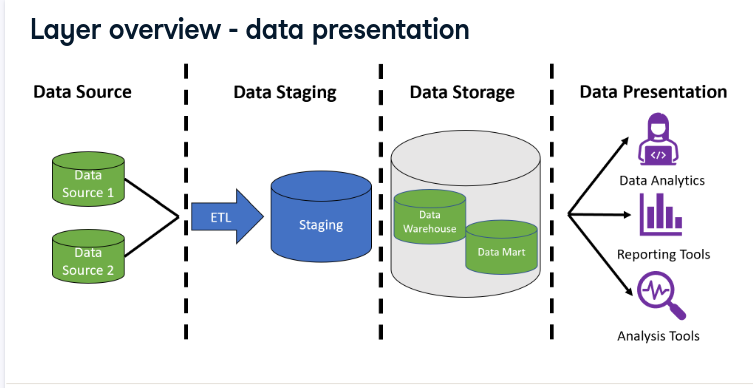 Layer overview - data presentation
Data Source
Data Staging
Data Storage
Data Presentation
Data
Source 1
Data
Source 2
ETL
Staging
Data
Warehouse
Data Mart
</>
Data Analytics
Reporting Tools
Analysis Tools